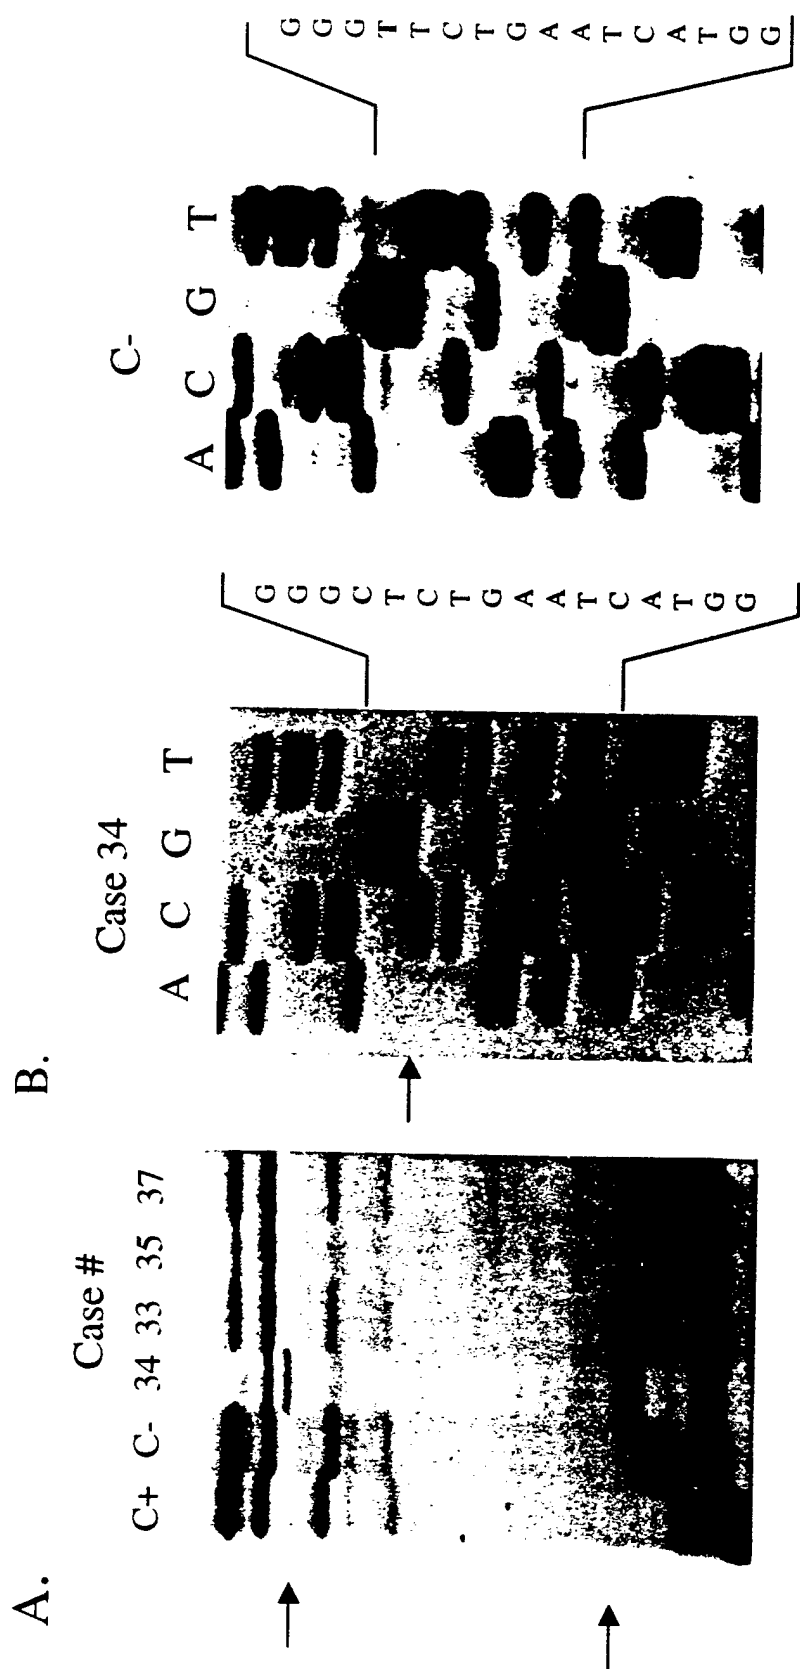 A.
Case #
C+ C- 34 33 35 37
B.
Case 34
A C G T
G G G C T C T G A A T C A T G G
C-
A C G T
G G G T T C T G A A T C A T G G